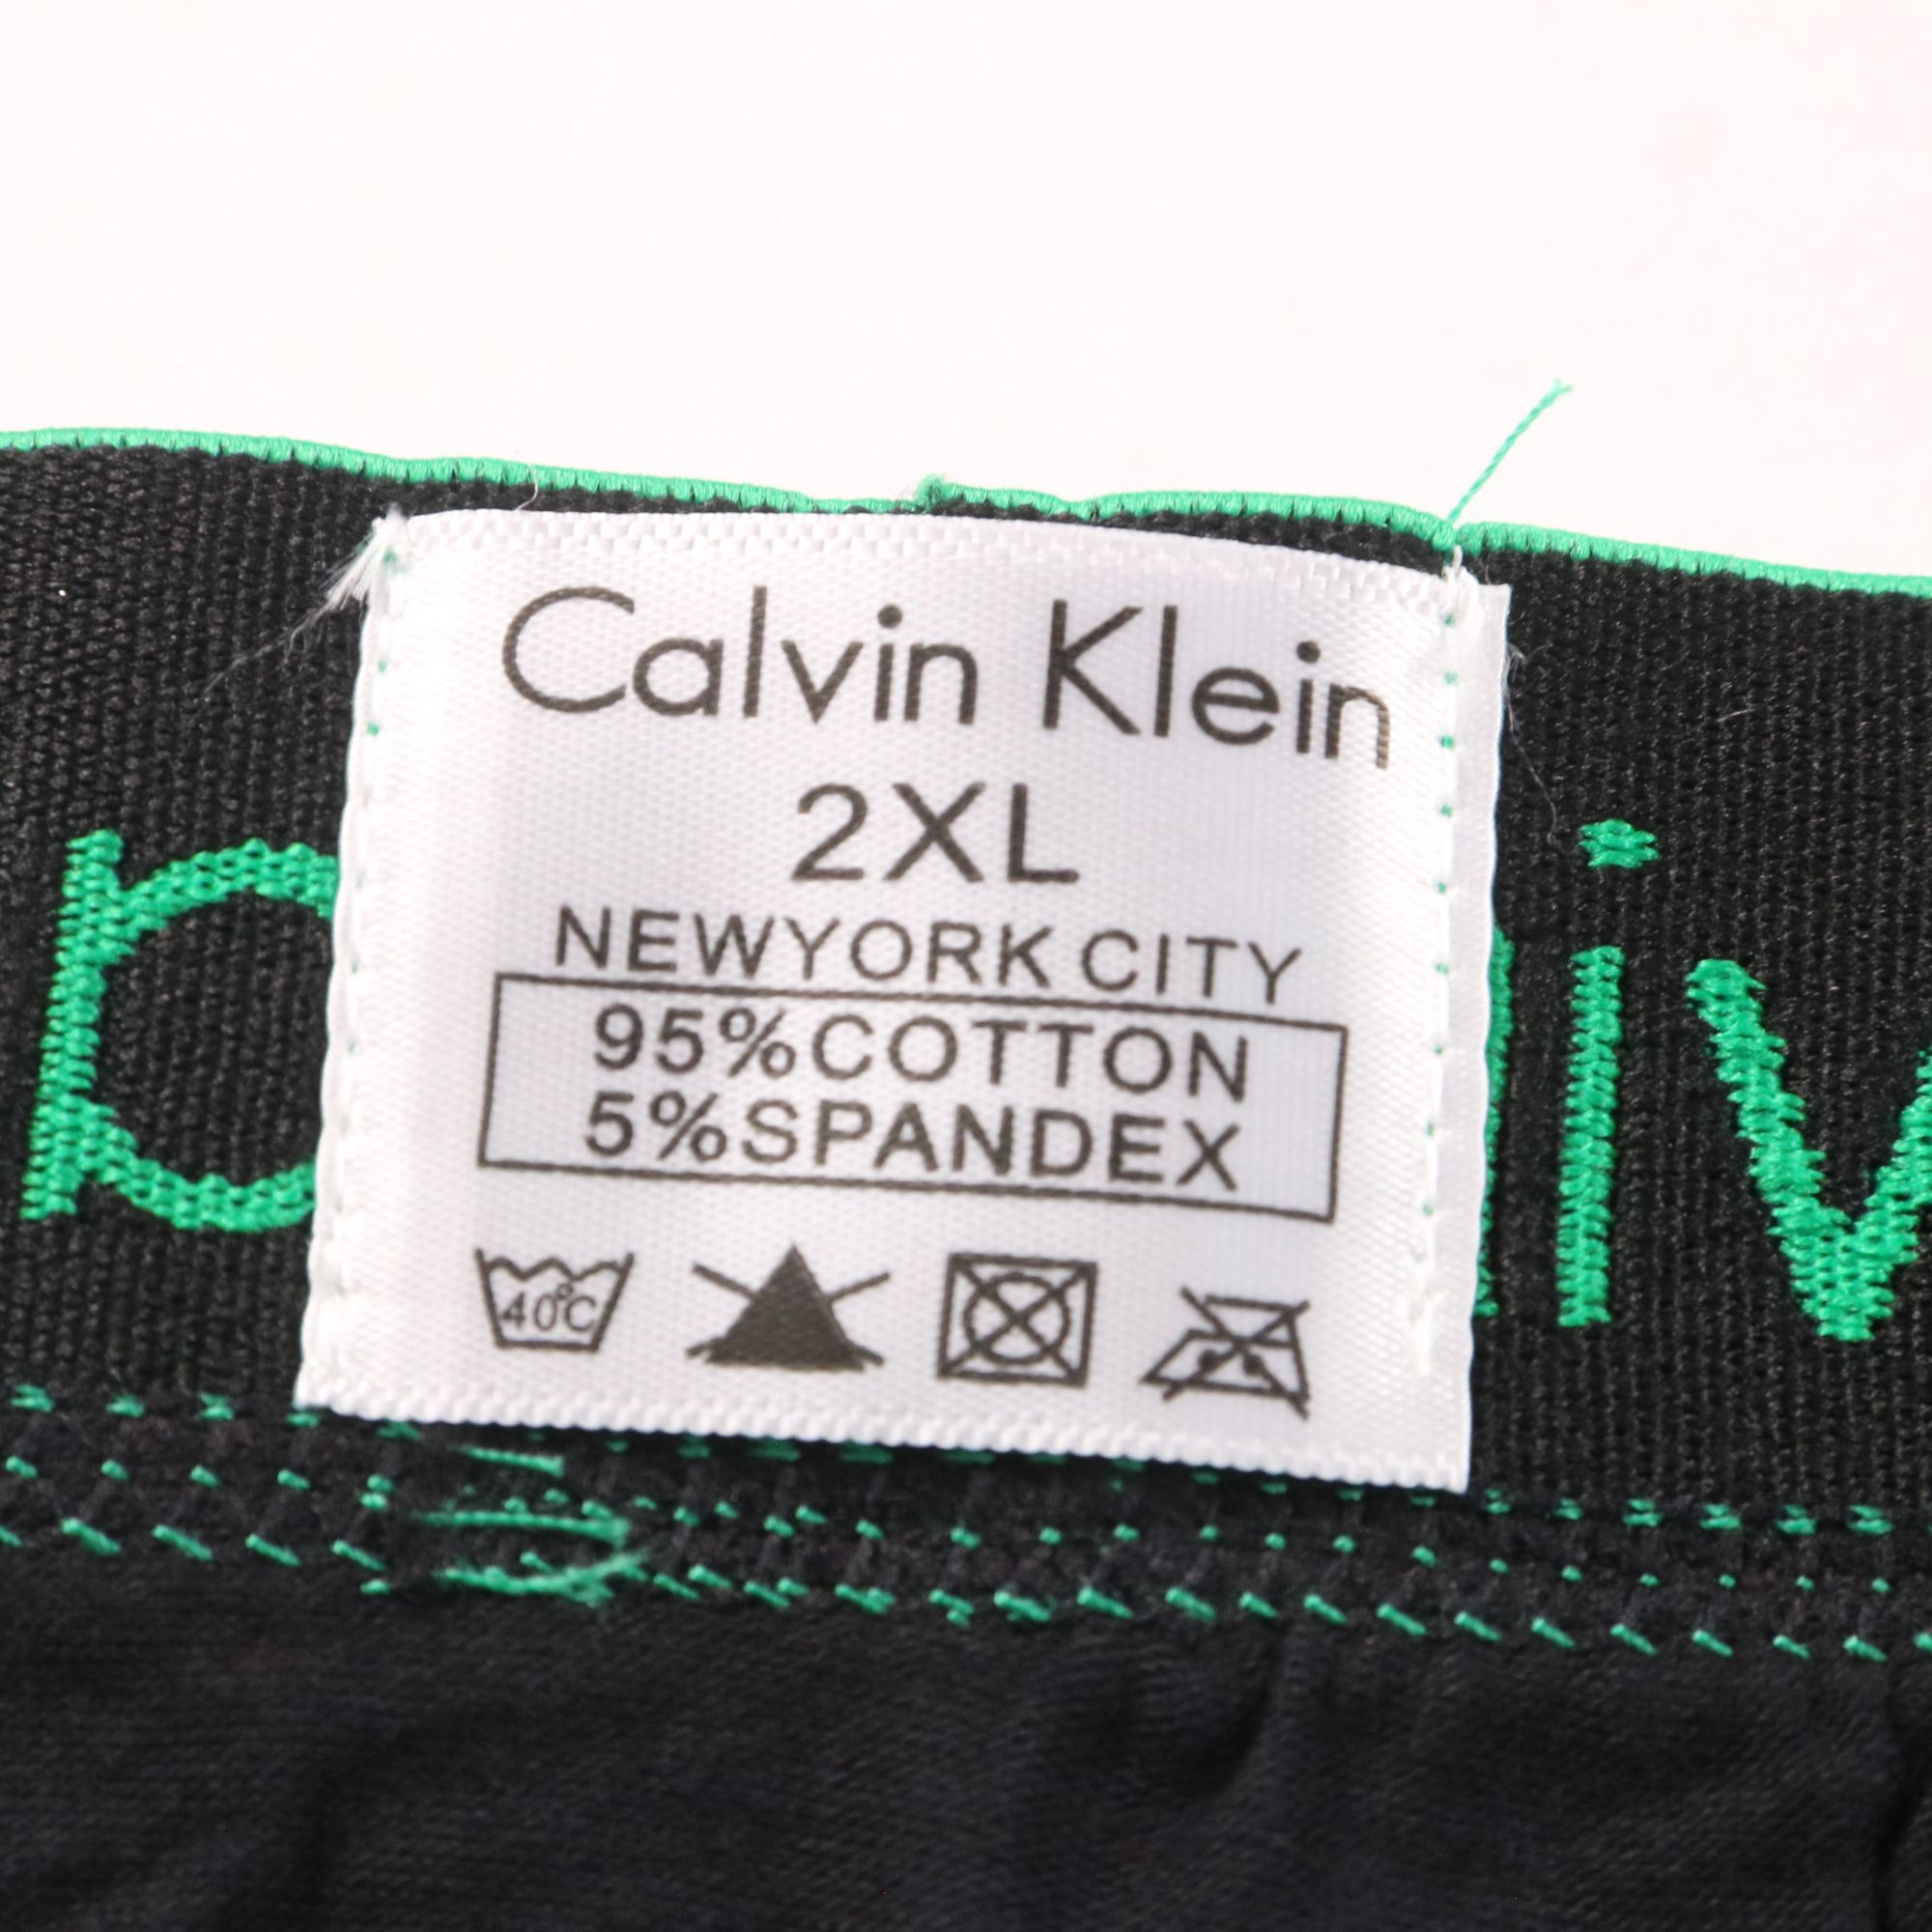 Calvin Klein
2XL
NEWYORK CITY
95%COTTON
5%SPANDEX
40°C